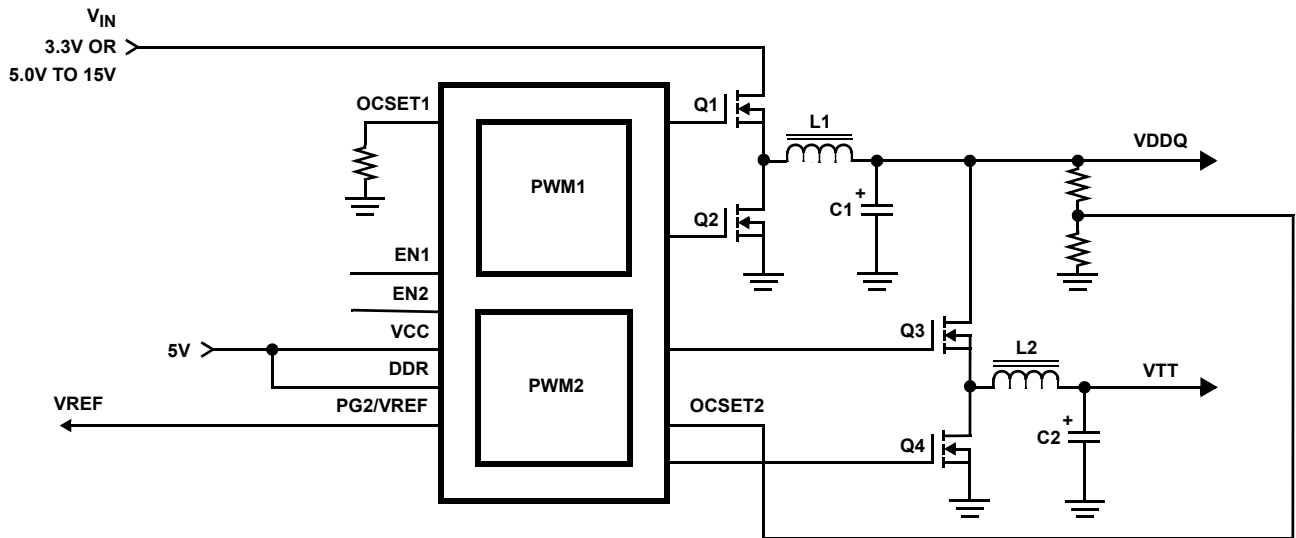 VIN
3.3V OR
5.0V TO 15V
OCSET1
Q1
L1
VDDQ
PWM1
+
C1
Q2
EN1
EN2
VCC
5V
Q3
L2
DDR
PWM2
VTT
VREF
PG2/VREF
OCSET2
+
C2
Q4